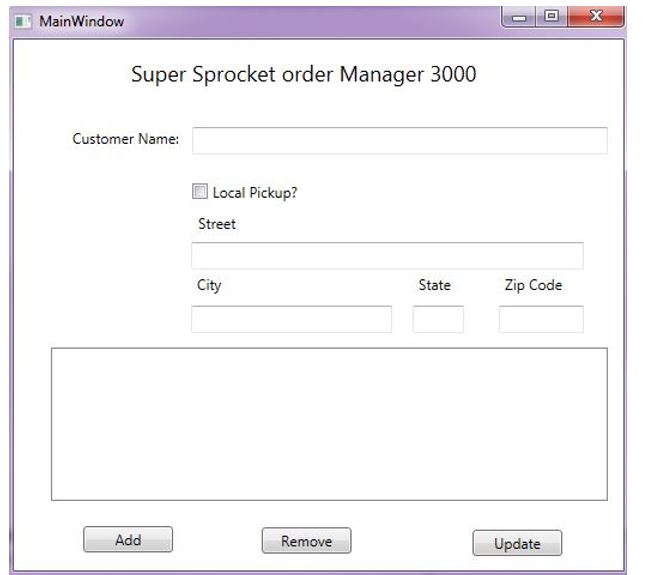 MainWindow
Super Sprocket order Manager 3000
Customer Name:
Local Pickup?
Street
City State Zip Code
Add Remove Update